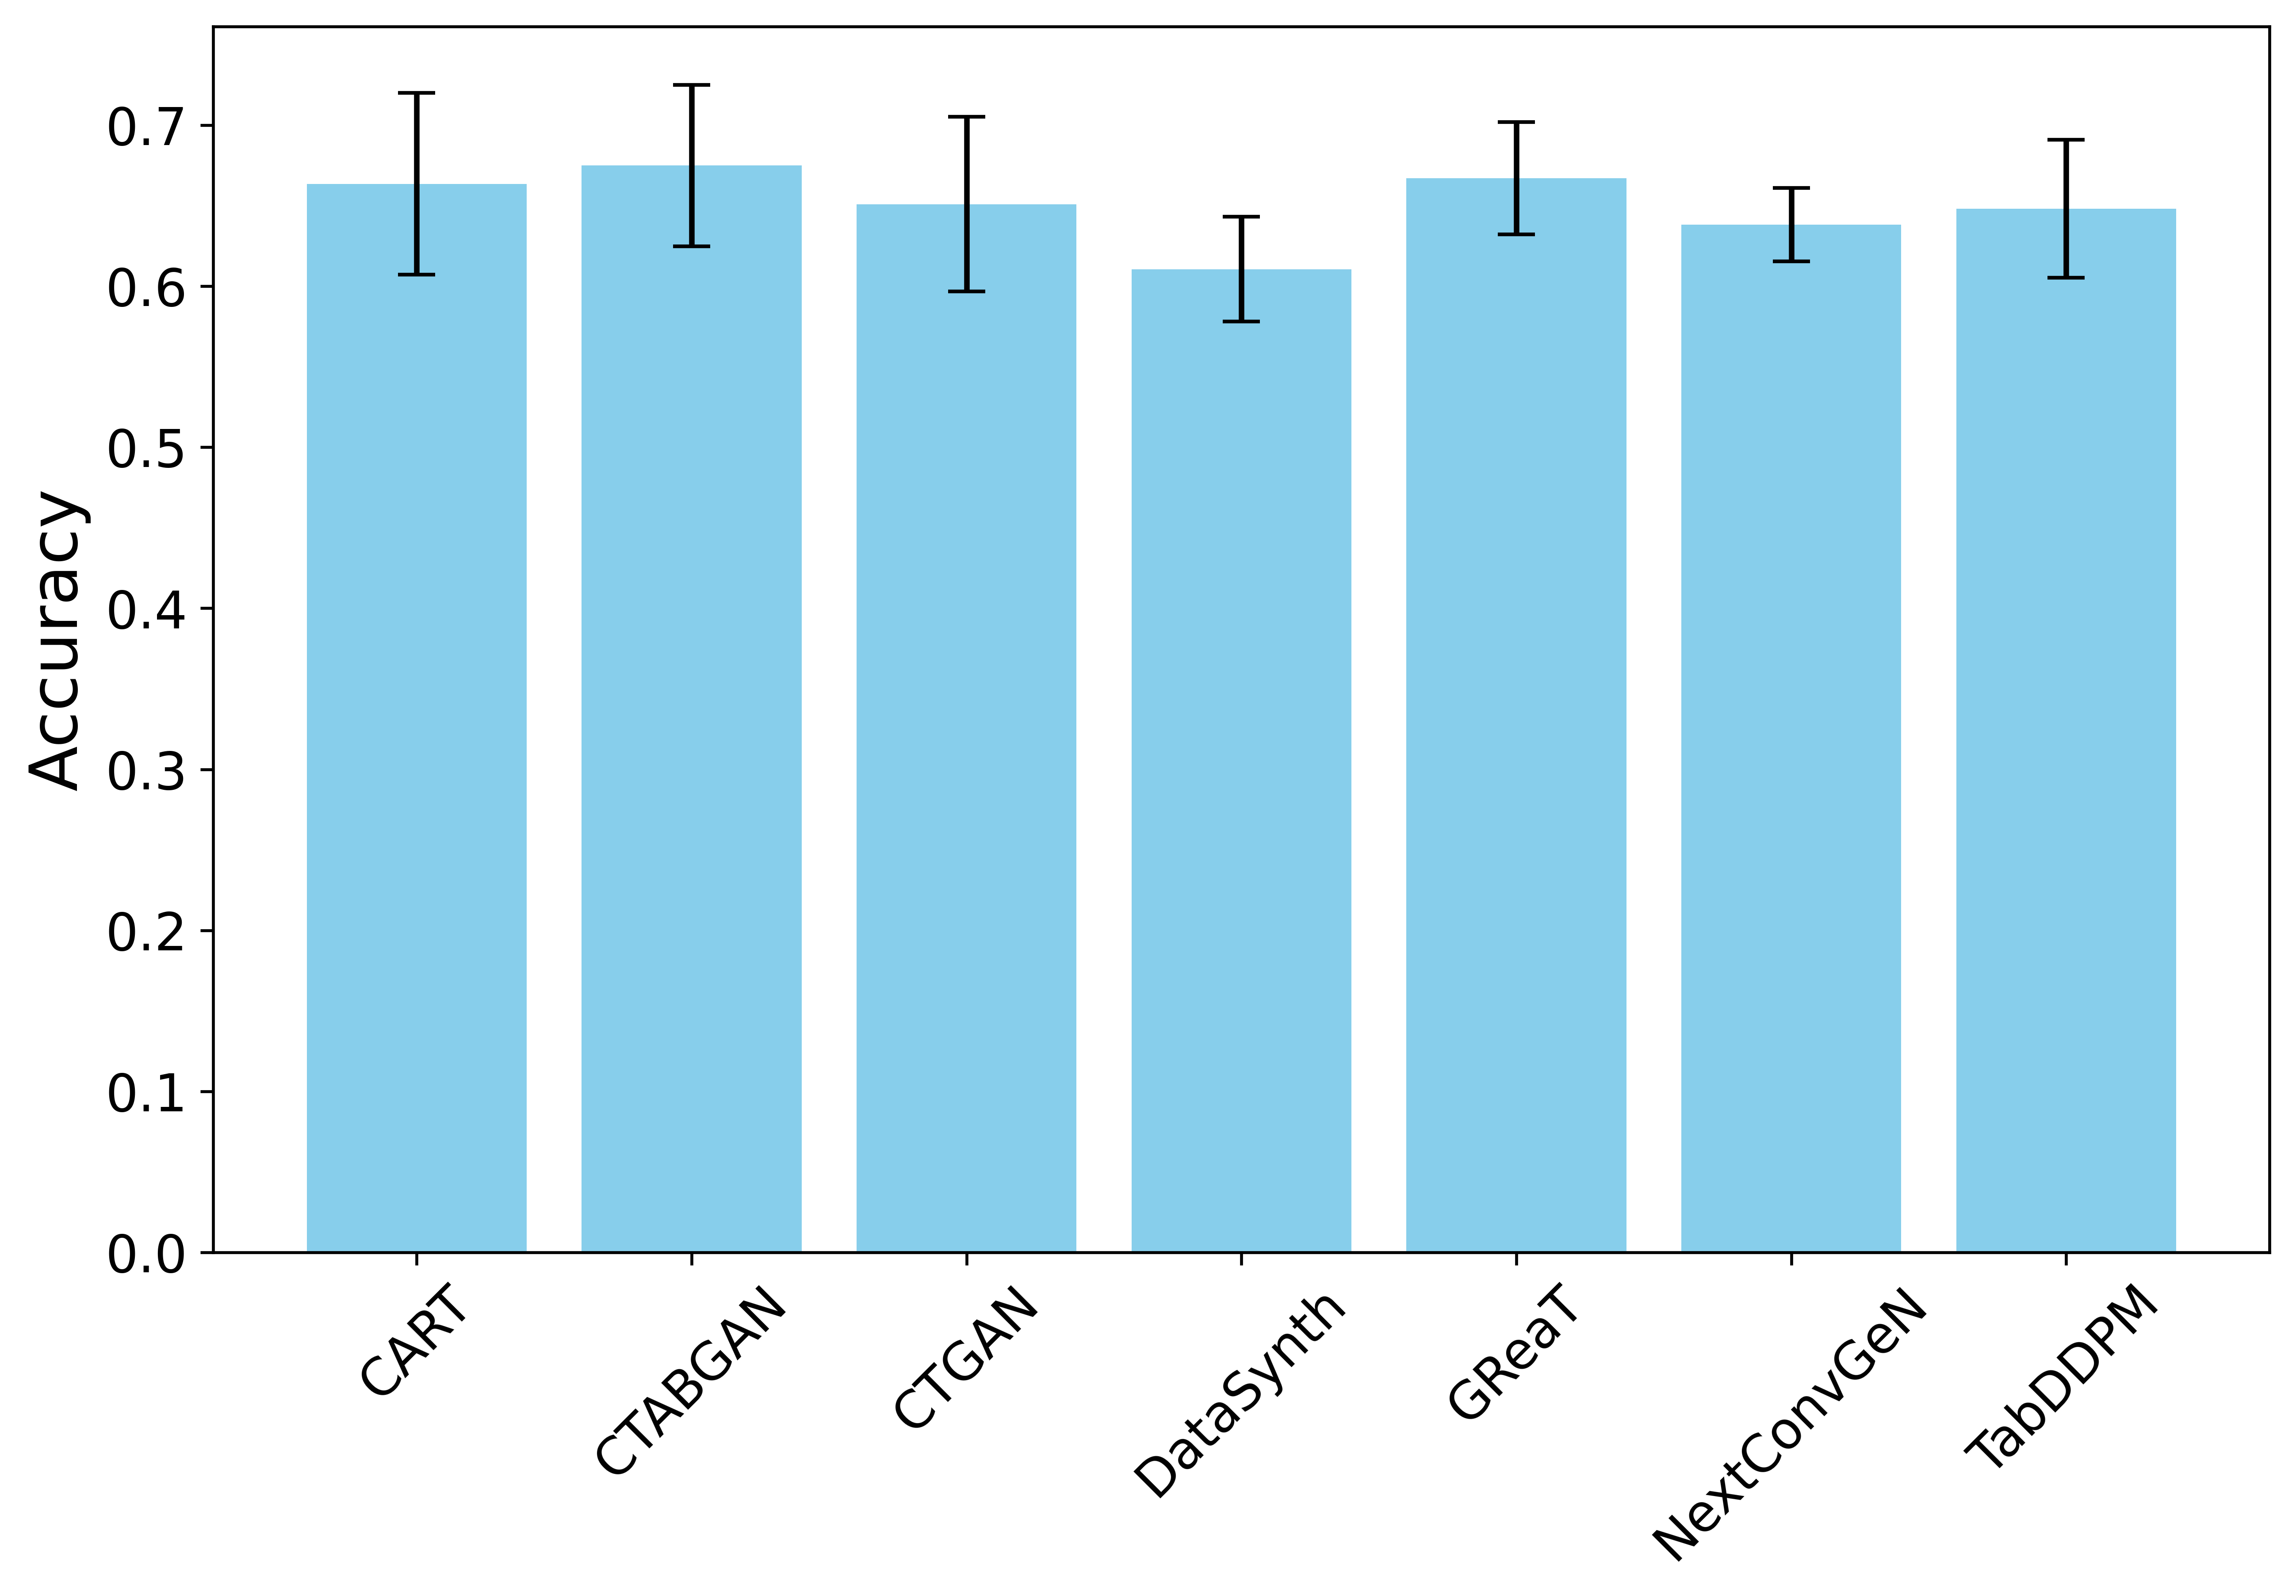 Accuracy
0.7
0.6
0.5
0.4
0.3
0.2
0.1
0.0
CART
CTABGAN
CTGAN
DataSynth
GReaT
NextConvGeN
TabDDPM